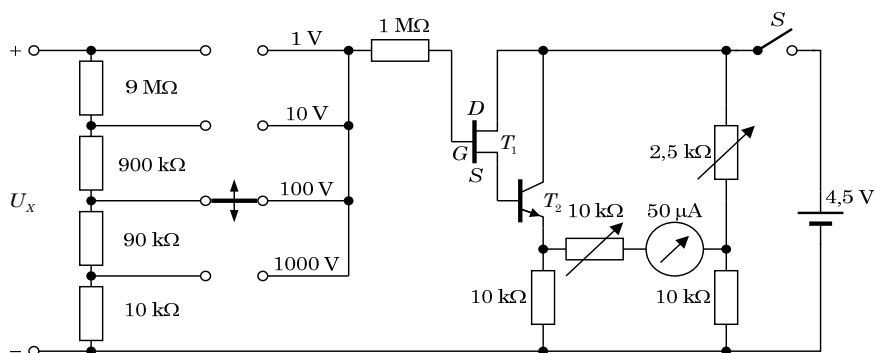 S
+
1 V
1 MΩ
9 MΩ
10 V
D
T₁
G
S
2,5 kΩ
900 kΩ
U_X
100 V
T₂
10 kΩ
50 µA
4,5 V
90 kΩ
1000 V
10 kΩ
10 kΩ
10 kΩ
−